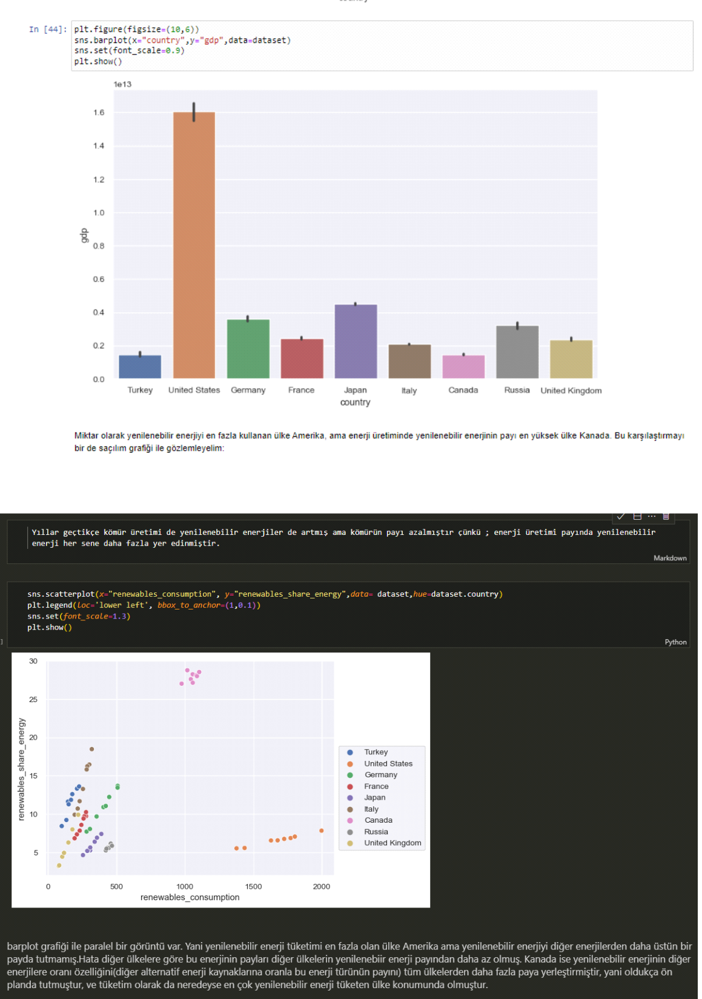 In [44]: plt.figure(figsize=(10,6))
sns.barplot(x="country",y="gdp",data=dataset)
sns.set(font_scale=0.9)
plt.show()
1e13
1.6
1.4
1.2
1.0
0.8
0.6
0.4
0.2
0.0
gdp
Turkey United States Germany France Japan Italy Canada Russia United Kingdom
country
Miktar olarak yenilenebilir enerjiyi en fazla kullanan ülke Amerika, ama enerji üretiminde yenilenebilir enerjinin payı en yüksek ülke Kanada. Bu karşılaştırmayı
bir de saçılım grafiği ile gözlemleyelim:
Yıllar geçtikçe kömür üretimi de yenilenebilir enerjiler de artmış ama kömürün payı azalmıştır çünkü ; enerji üretimi payında yenilenebilir
enerji her sene daha fazla yer edinmiştir.
Markdown
sns.scatterplot(x="renewables_consumption", y="renewables_share_energy",data= dataset,hue=dataset.country)
plt.legend(loc='lower left', bbox_to_anchor=(1,0.1))
sns.set(font_scale=1.3)
plt.show()
]
Python
30
25
20
15
10
5
renewables_share_energy
0 500 1000 1500 2000
renewables_consumption
Turkey
United States
Germany
France
Japan
Italy
Canada
Russia
United Kingdom
barplot grafiği ile paralel bir görüntü var. Yani yenilenebilir enerji tüketimi en fazla olan ülke Amerika ama yenilenebilir enerjiyi diğer enerjilerden daha üstün bir
payda tutmamış.Hata diğer ülkelere göre bu enerjinin payları diğer ülkelerin yenilenebiir enerji payından daha az olmuş. Kanada ise yenilenebilir enerjinin diğer
enerjilere oranı özelliğini(diğer alternatif enerji kaynaklarına oranla bu enerji türünün payını) tüm ülkelerden daha fazla paya yerleştirmiştir, yani oldukça ön
planda tutmuştur, ve tüketim olarak da neredeyse en çok yenilenebilir enerji tüketen ülke konumunda olmuştur.